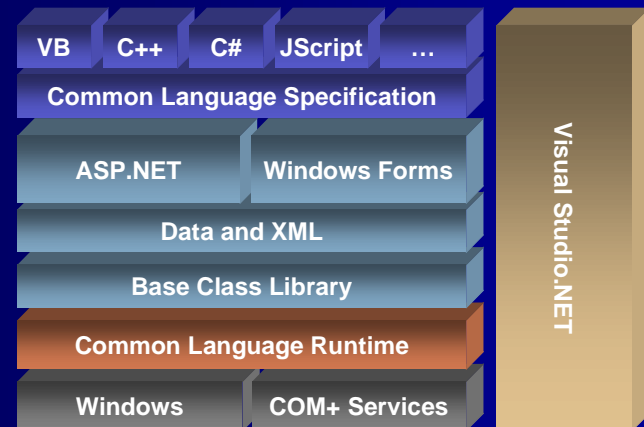 VB C++ C# JScript …
Common Language Specification
ASP.NET Windows Forms
Data and XML
Base Class Library
Common Language Runtime
Windows COM+ Services
Visual Studio.NET